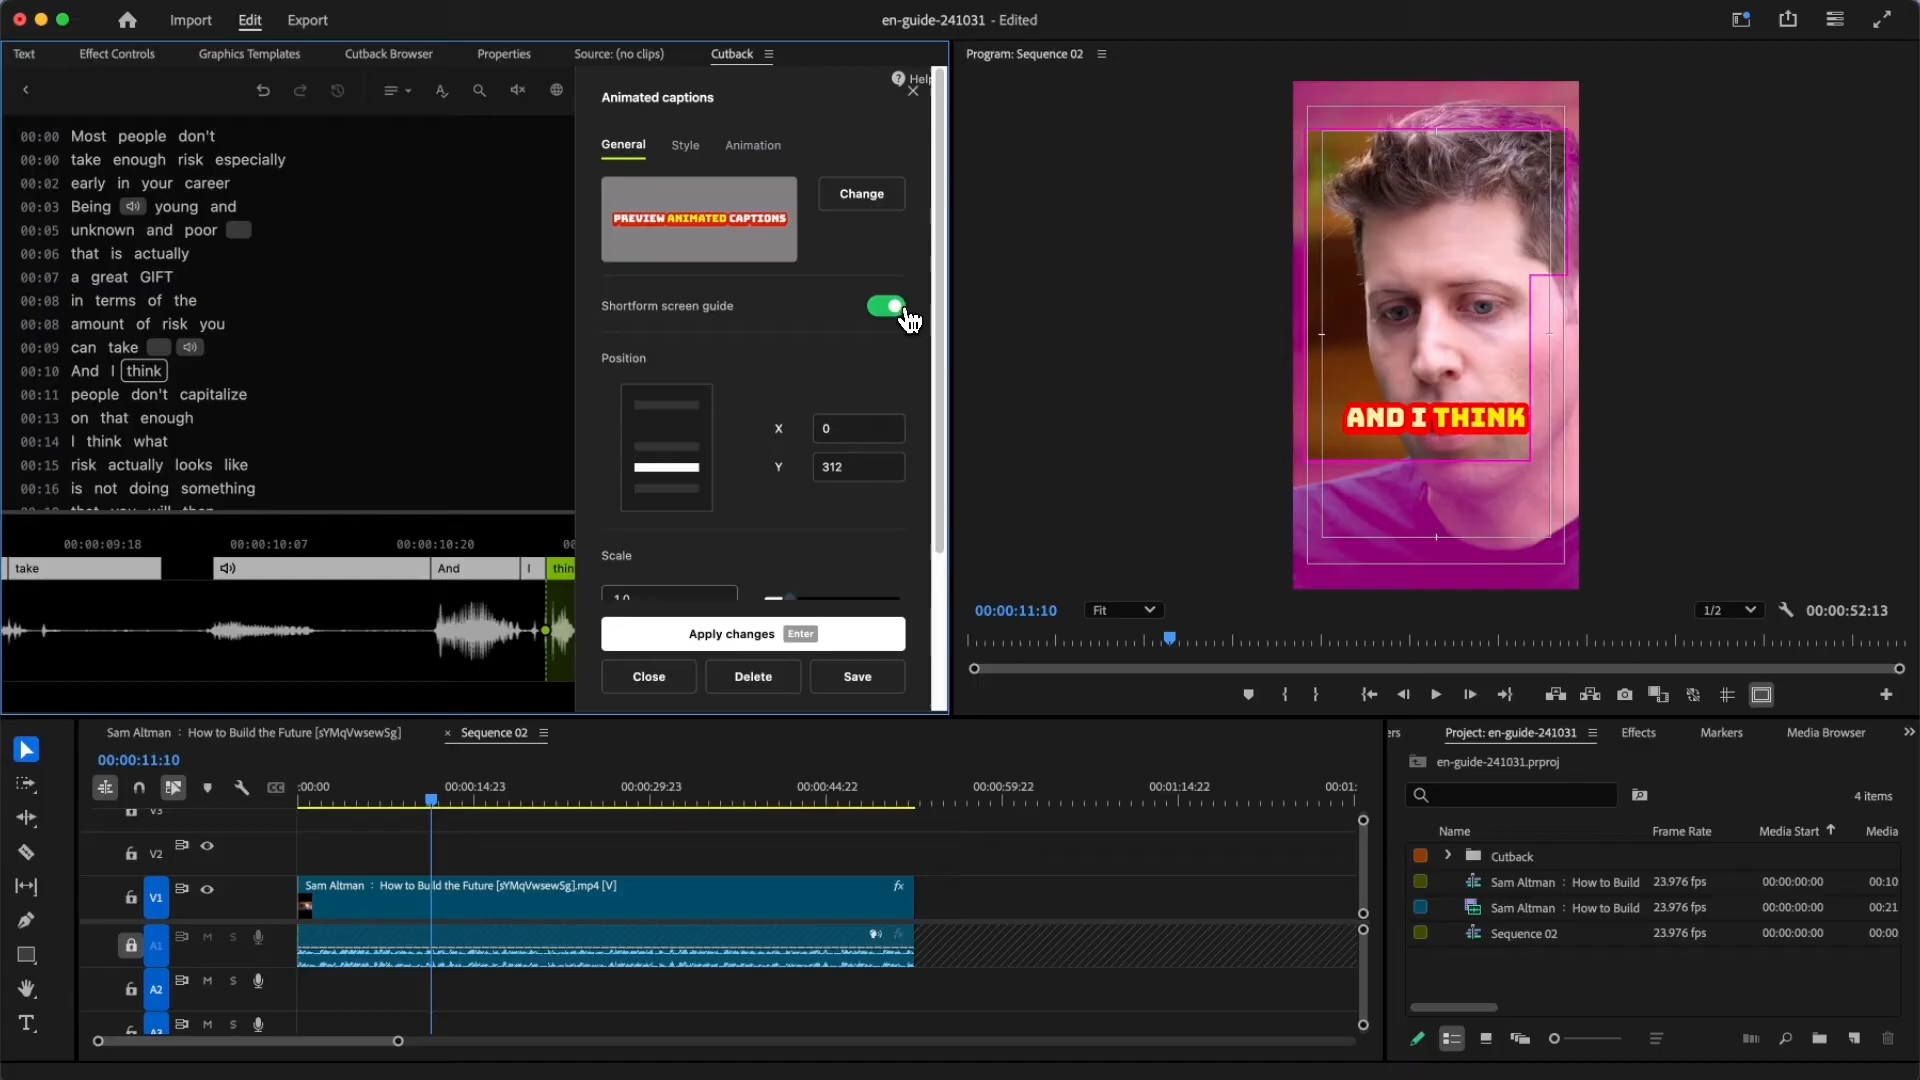 Import Edit Export
en-guide-241031 - Edited
Text Effect Controls Graphics Templates Cutback Browser Properties Source: (no clips) Cutback
Help
00:00 Most people don't
00:00 take enough risk especially
00:02 early in your career
00:03 Being young and
00:05 unknown and poor
00:06 that is actually
00:07 a great GIFT
00:08 in terms of the
00:08 amount of risk you
00:09 can take
00:10 And I think
00:11 people don't capitalize
00:13 on that enough
00:14 I think what
00:15 risk actually looks like
00:16 is not doing something
00:00:09:18 00:00:10:07 00:00:10:20
take And I thin
Animated captions
General Style Animation
PREVIEW ANIMATED CAPTIONS
Change
Shortform screen guide
Position
X 0
Y 312
Scale
1.0
Apply changes Enter
Close Delete Save
Program: Sequence 02
AND I THINK
00:00:11:10 Fit 1/2 00:00:52:13
Sam Altman : How to Build the Future [sYMqVwsewSg] × Sequence 02
00:00:11:10
:00:00 00:00:14:23 00:00:29:23 00:00:44:22 00:00:59:22 00:01:14:22 00:01:
V3
V2
V1
Sam Altman : How to Build the Future [sYMqVwsewSg].mp4 [V] fx
A1 M S fx
A2 M S
A3 M S
ers Project: en-guide-241031 Effects Markers Media Browser
en-guide-241031.prproj
4 items
Name Frame Rate Media Start Media
Cutback
Sam Altman : How to Build 23.976 fps 00:00:00:00 00:10
Sam Altman : How to Build 23.976 fps 00:00:00:00 00:21
Sequence 02 23.976 fps 00:00:00:00 00:00